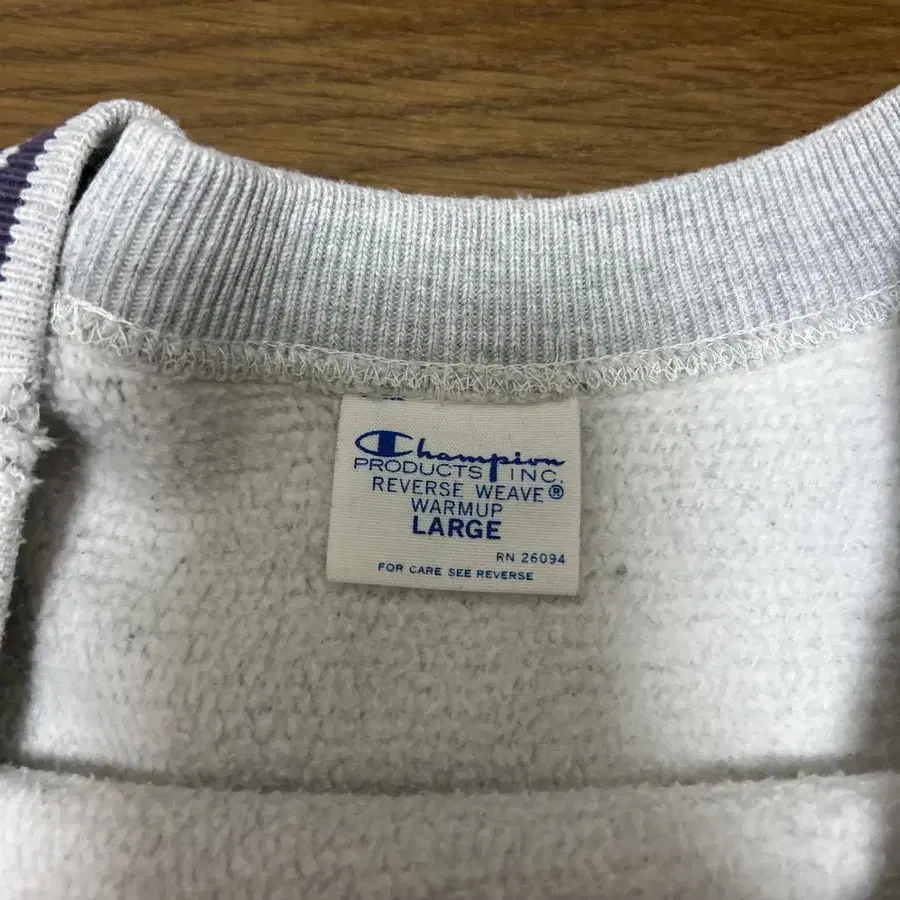 Champion
PRODUCTS INC.
REVERSE WEAVE®
WARMUP
LARGE
RN 26094
FOR CARE SEE REVERSE